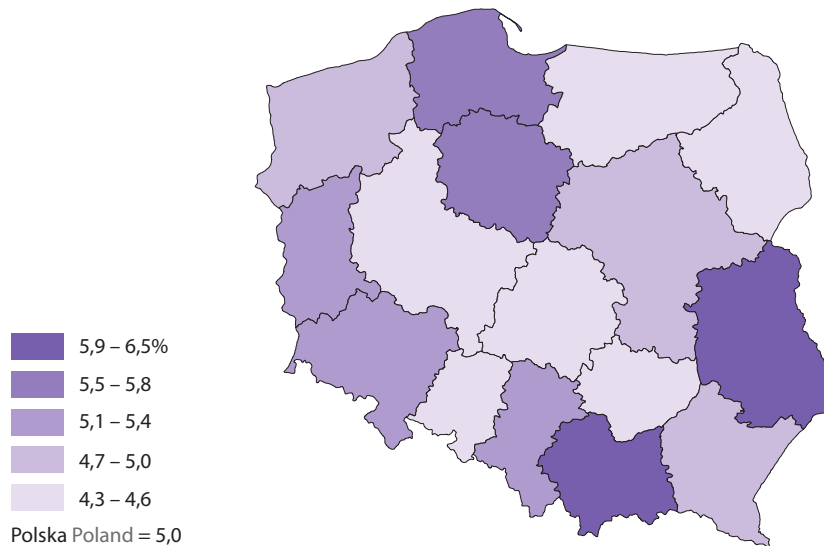 5,9 – 6,5%
5,5 – 5,8
5,1 – 5,4
4,7 – 5,0
4,3 – 4,6
Polska Poland = 5,0